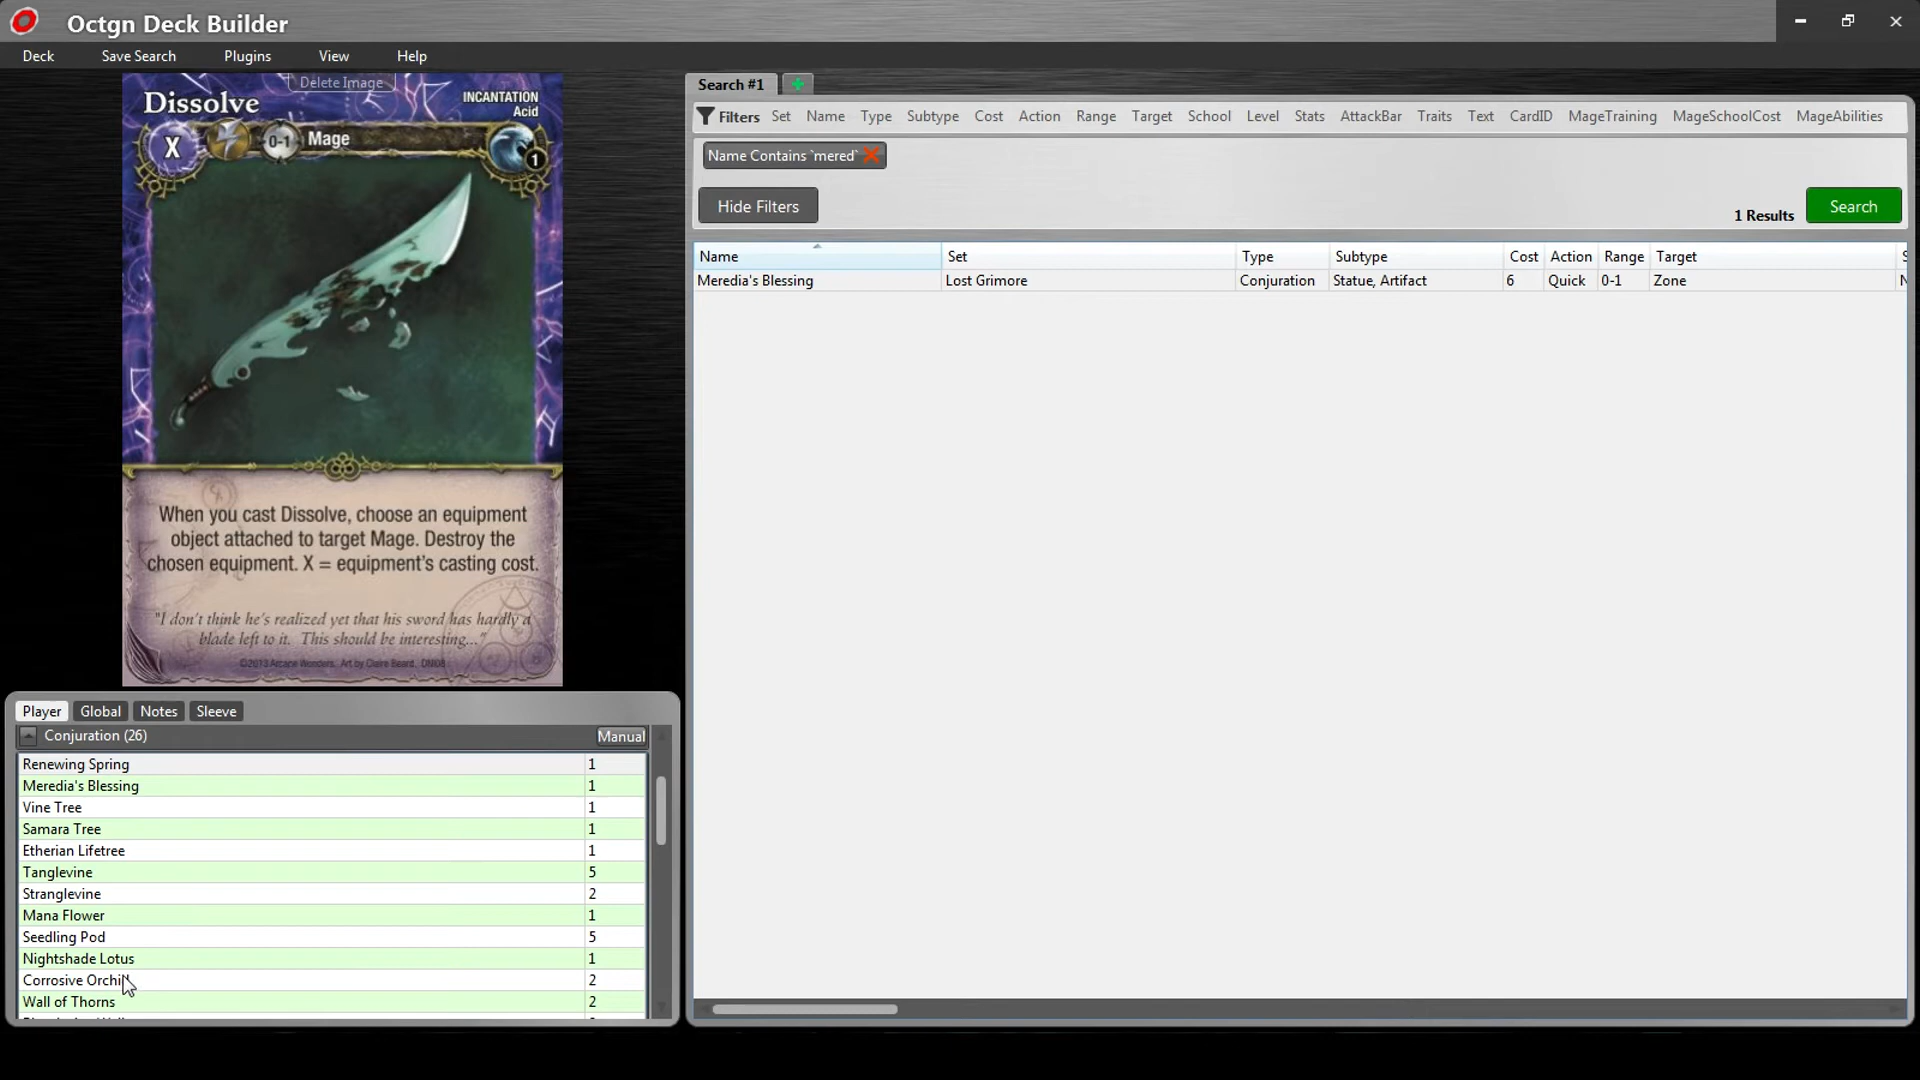 Octgn Deck Builder
Deck Save Search Plugins View Help
Delete Image
Dissolve
INCANTATION
Acid
X 0-1 Mage 1
When you cast Dissolve, choose an equipment
object attached to target Mage. Destroy the
chosen equipment. X = equipment's casting cost.
"I don't think he's realized yet that his sword has hardly a
blade left to it. This should be interesting..."
©2013 Arcane Wonders. Art by Claire Beard.
Search #1
Filters Set Name Type Subtype Cost Action Range Target School Level Stats AttackBar Traits Text CardID MageTraining MageSchoolCost MageAbilities
Name Contains `mered`
Hide Filters
1 Results Search
Name Set Type Subtype Cost Action Range Target
Meredia's Blessing Lost Grimore Conjuration Statue, Artifact 6 Quick 0-1 Zone
Player Global Notes Sleeve
Conjuration (26) Manual
Renewing Spring 1
Meredia's Blessing 1
Vine Tree 1
Samara Tree 1
Etherian Lifetree 1
Tanglevine 5
Stranglevine 2
Mana Flower 1
Seedling Pod 5
Nightshade Lotus 1
Corrosive Orchid 2
Wall of Thorns 2